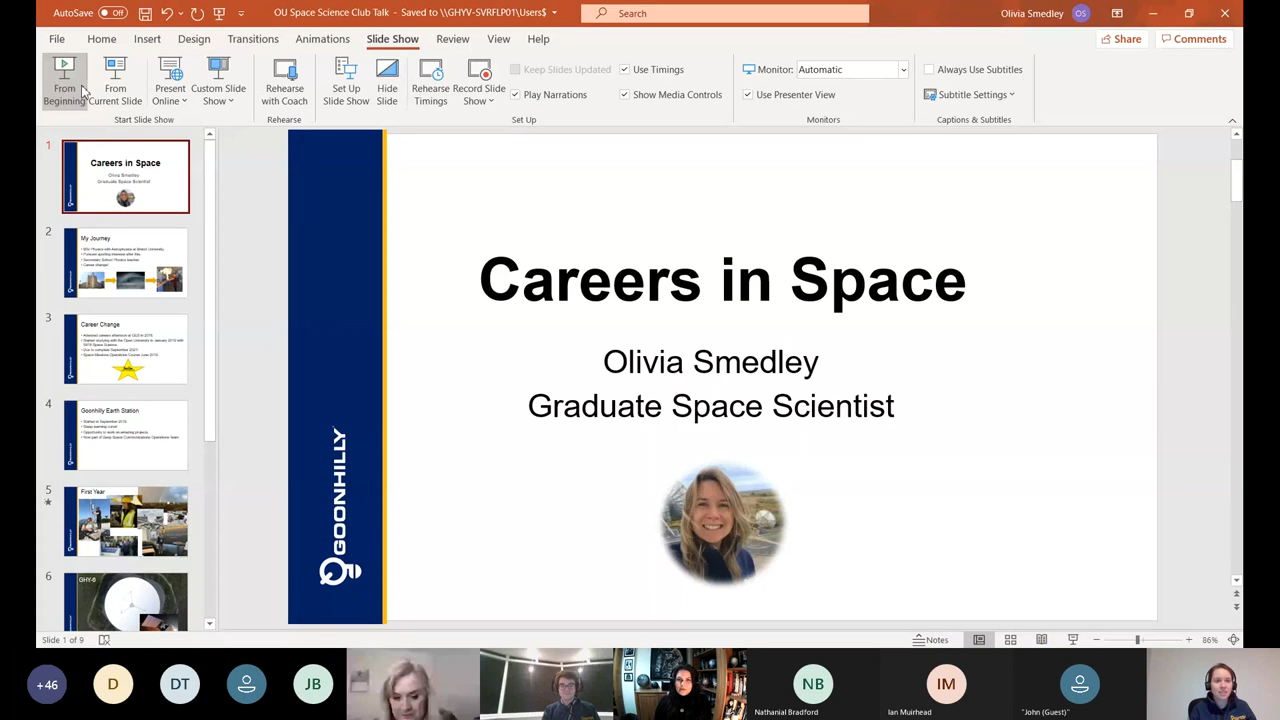 AutoSave Off
OU Space Science Club Talk - Saved to \\GHYV-SVRFLP01\Users$
Search
Olivia Smedley
OS
File Home Insert Design Transitions Animations Slide Show Review View Help
Share Comments
From Beginning
From Current Slide
Present Online
Custom Slide Show
Rehearse with Coach
Set Up Slide Show
Hide Slide
Rehearse Timings
Record Slide Show
Keep Slides Updated
Play Narrations
Use Timings
Show Media Controls
Monitor: Automatic
Use Presenter View
Always Use Subtitles
Subtitle Settings
Start Slide Show Rehearse Set Up Monitors Captions & Subtitles
1
Careers in Space
Olivia Smedley
Graduate Space Scientist
2
My Journey
3
Career Change
4
Goonhilly Earth Station
5
First Year
6
GHY-6
Careers in Space
Olivia Smedley
Graduate Space Scientist
GOONHILLY
Slide 1 of 9
Notes
86%
+46
D
DT
JB
NB
Nathanial Bradford
IM
Ian Muirhead
"John (Guest)"